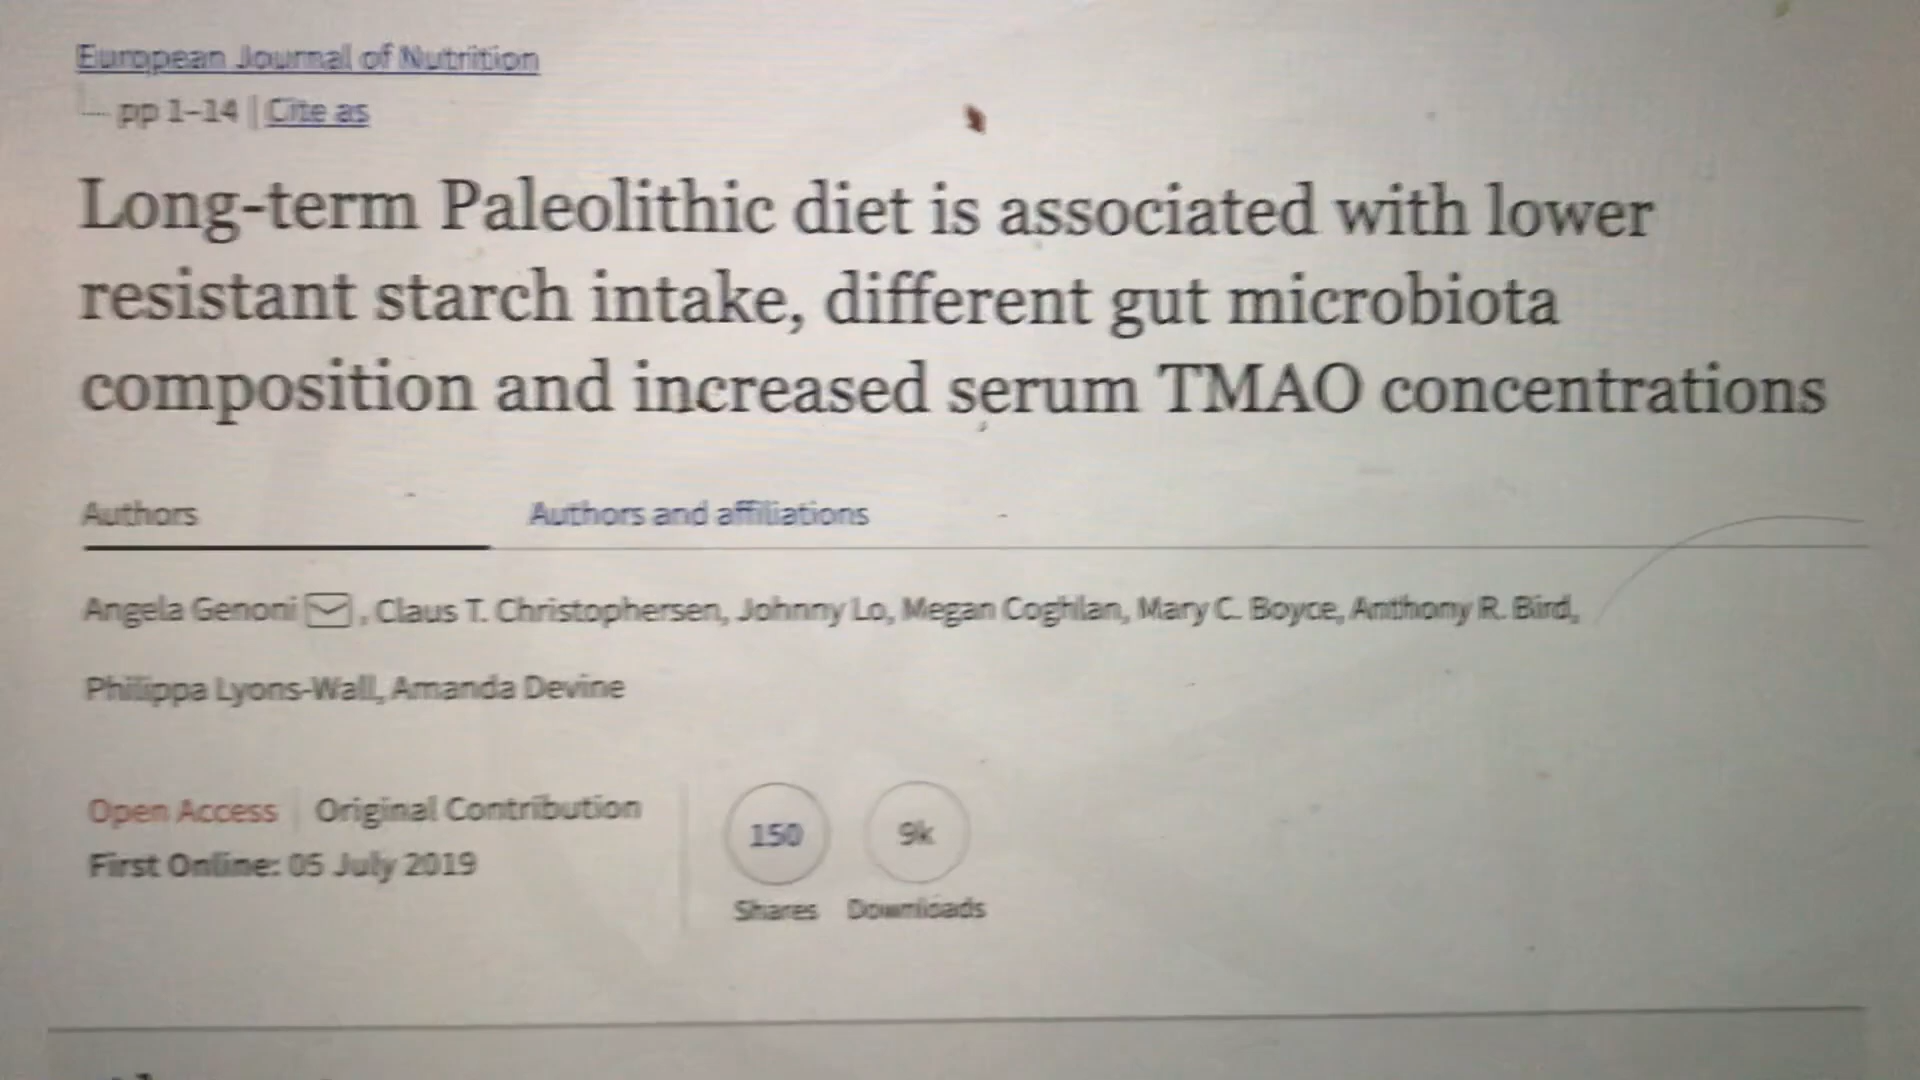 European Journal of Nutrition
pp 1–14 | Cite as
Long-term Paleolithic diet is associated with lower
resistant starch intake, different gut microbiota
composition and increased serum TMAO concentrations
Authors
Authors and affiliations
Angela Genoni , Claus T. Christophersen, Johnny Lo, Megan Coghlan, Mary C. Boyce, Anthony R. Bird,
Philippa Lyons-Wall, Amanda Devine
Open Access | Original Contribution
First Online: 05 July 2019
150
9k
Shares
Downloads